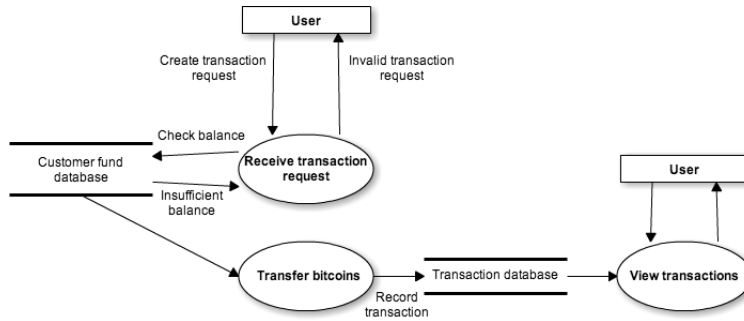 User
Create transaction
request
Invalid transaction
request
Check balance
Customer fund
database
Receive transaction
request
Insufficient
balance
User
Transfer bitcoins
Record
transaction
Transaction database
View transactions